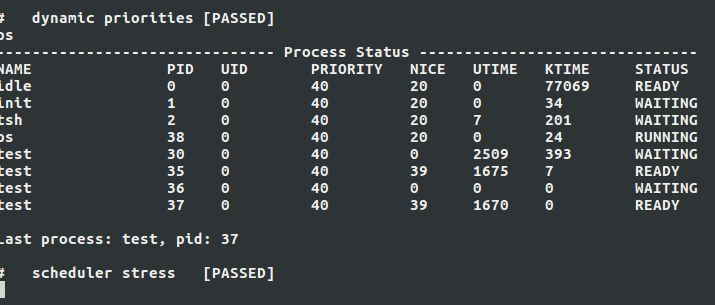 # dynamic priorities [PASSED]
ps
------------------------------ Process Status -------------------------------
NAME PID UID PRIORITY NICE UTIME KTIME STATUS
idle 0 0 40 20 0 77069 READY
init 1 0 40 20 0 34 WAITING
tsh 2 0 40 20 7 201 WAITING
ps 38 0 40 20 0 24 RUNNING
test 30 0 40 0 2509 393 WAITING
test 35 0 40 39 1675 7 READY
test 36 0 40 0 0 0 WAITING
test 37 0 40 39 1670 0 READY
Last process: test, pid: 37
# scheduler stress [PASSED]